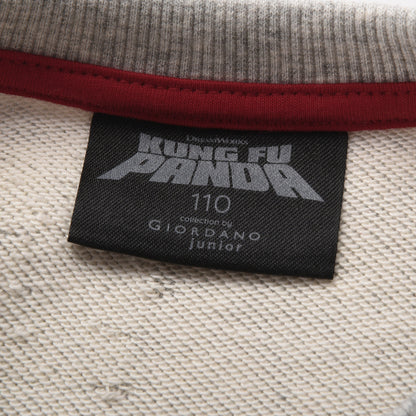 DREAMWORKS
KUNG FU
PANDA
110
collection by
GIORDANO
junior